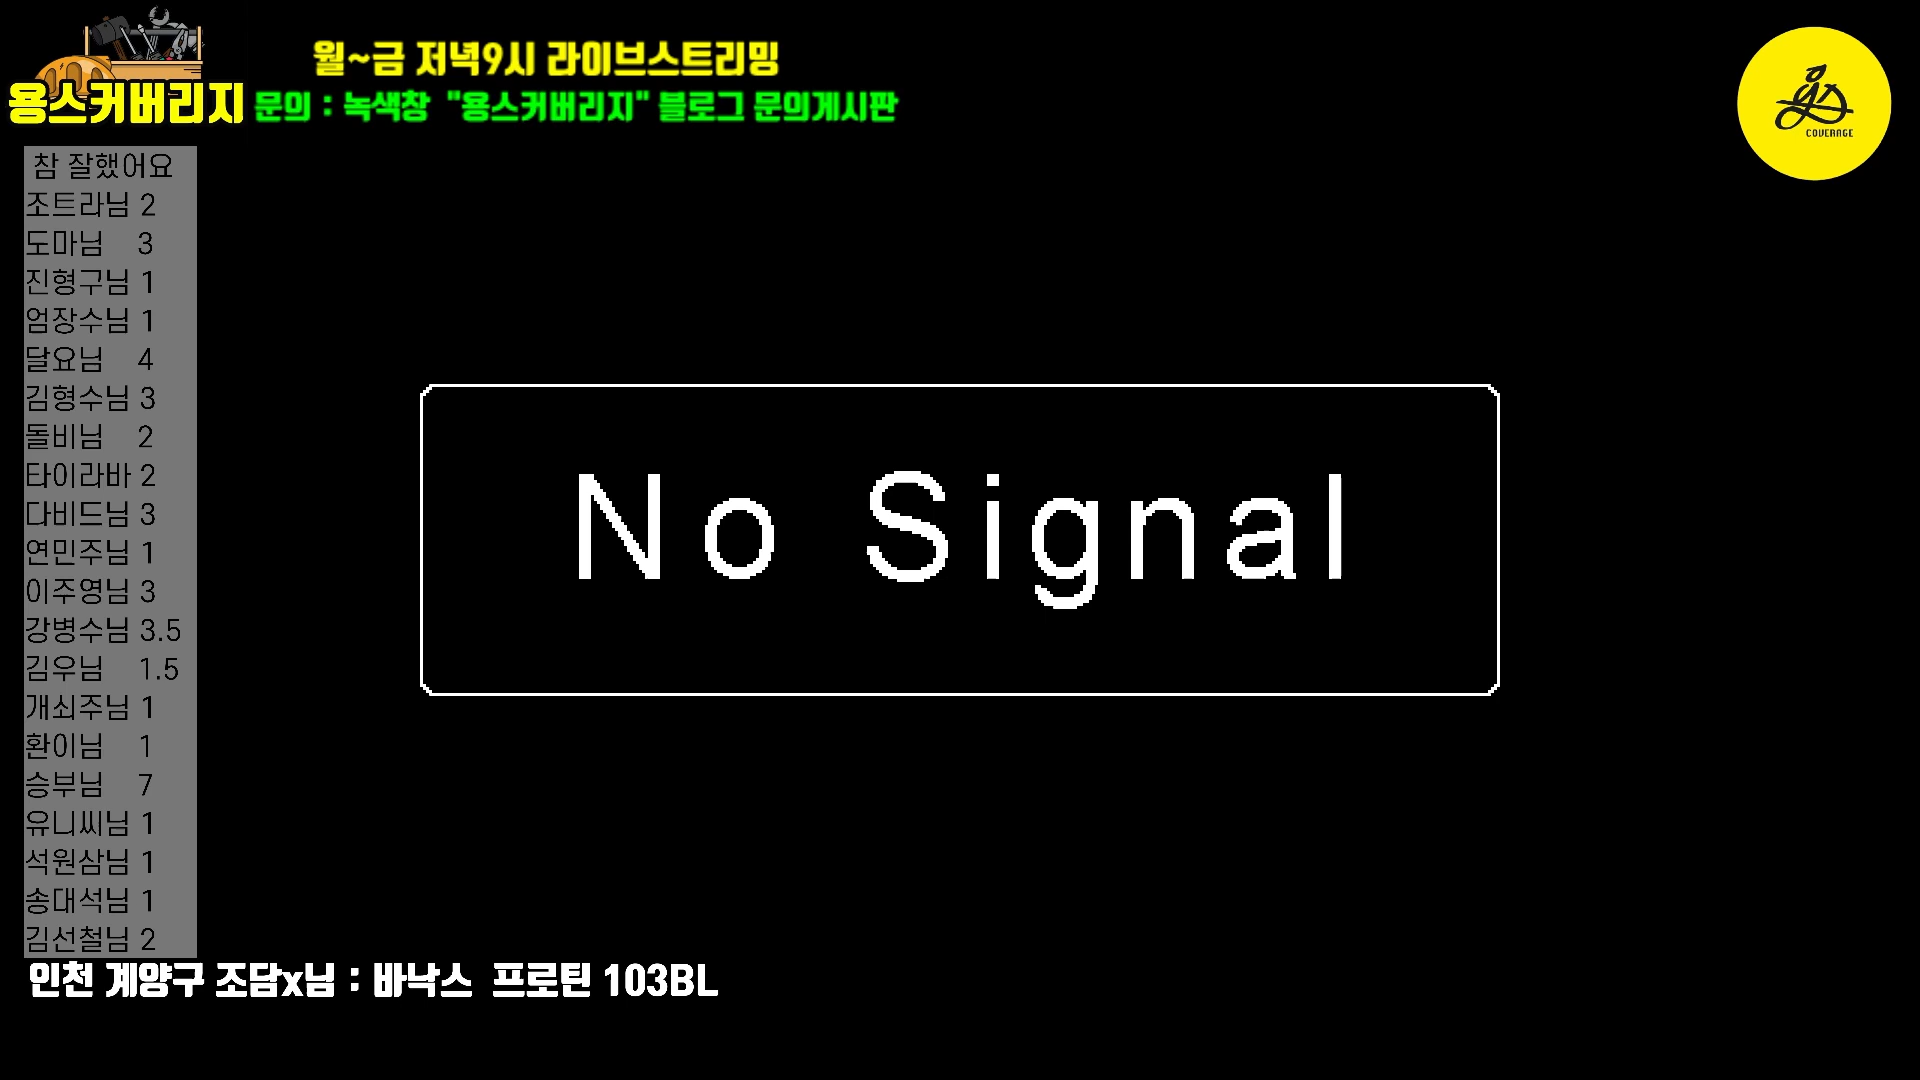 월~금 저녁9시 라이브스트리밍
용스커버리지 문의 : 녹색창 "용스커버리지" 블로그 문의게시판
COVERAGE
참 잘했어요
조트라님 2
도마님 3
진형구님 1
엄장수님 1
달요님 4
김형수님 3
돌비님 2
타이라바 2
다비드님 3
연민주님 1
이주영님 3
강병수님 3.5
김우님 1.5
개쇠주님 1
환이님 1
승부님 7
유니씨님 1
석원삼님 1
송대석님 1
김선철님 2
No Signal
인천 계양구 조담x님 : 바낙스 프로틴 103BL